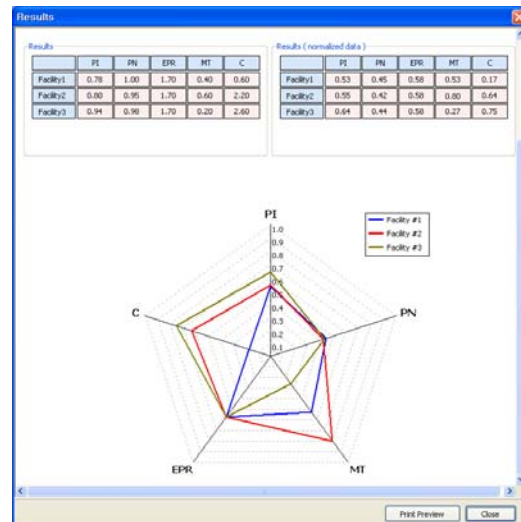 Results
Results
PI PN EPR MT C
Facility1 0.78 1.00 1.70 0.40 0.60
Facility2 0.80 0.95 1.70 0.60 2.20
Facility3 0.94 0.98 1.70 0.20 2.60
Results ( normalized data )
PI PN EPR MT C
Facility1 0.53 0.45 0.58 0.53 0.17
Facility2 0.55 0.42 0.58 0.80 0.64
Facility3 0.64 0.44 0.58 0.27 0.75
PI
Facility #1
Facility #2
Facility #3
1.0
0.9
0.8
0.7
0.6
0.5
0.4
0.3
0.2
0.1
C
PN
EPR
MT
Print Preview
Close